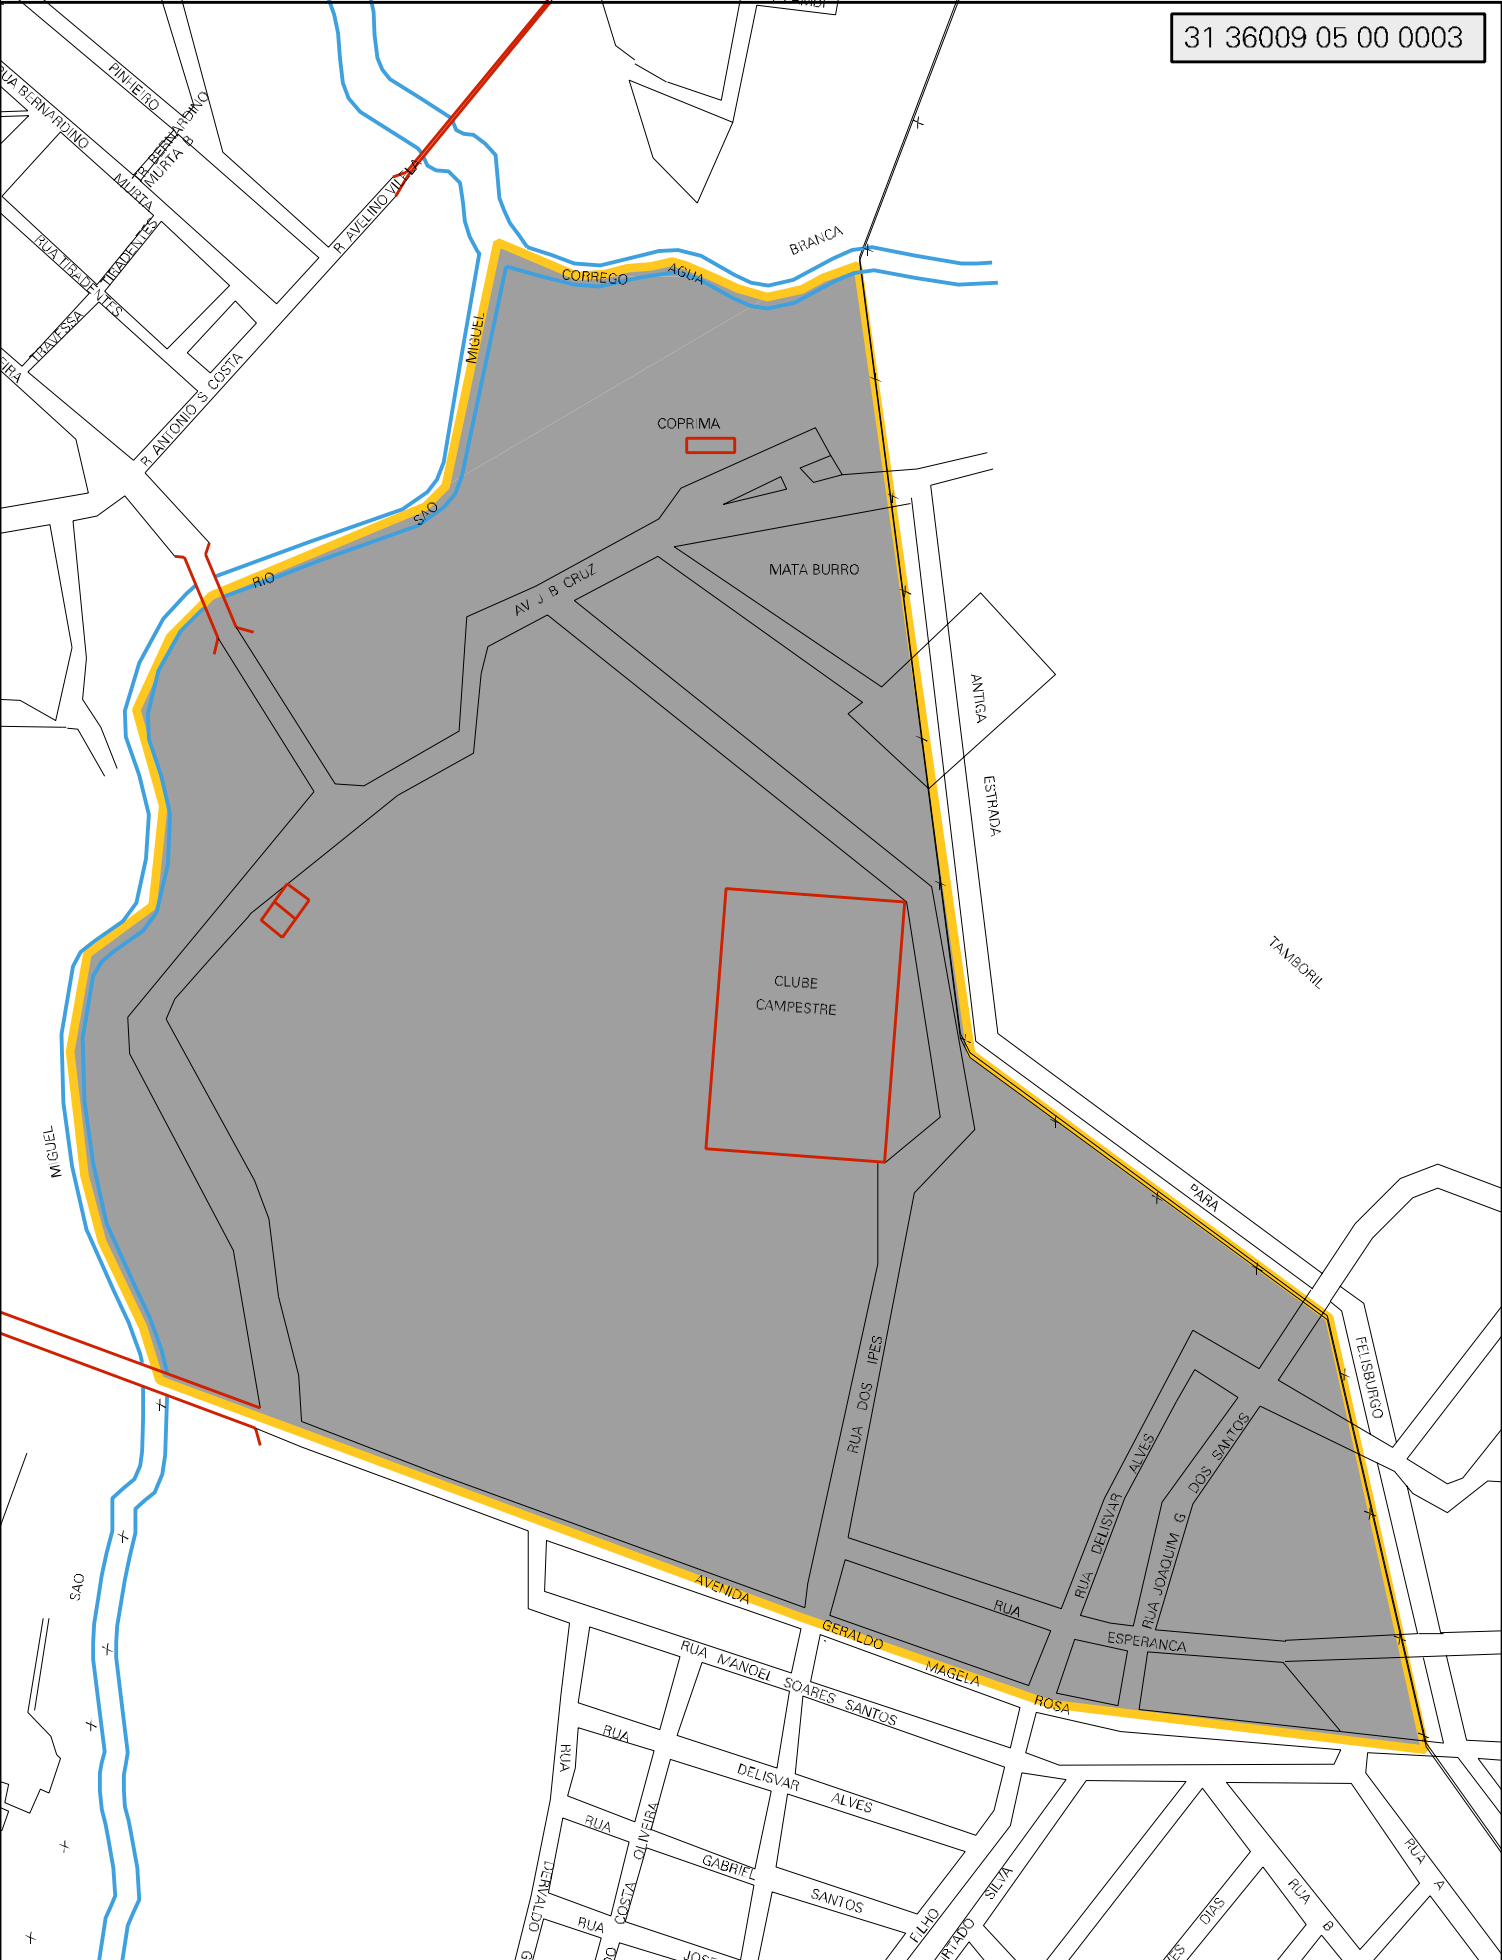 31 36009 05 00 0003
PINHEIRO
RUA BERNARDINO
MURTA
TR BERNARDINO
MURTA B
R AVELINO VILELA
RUA TIRADENTES
TRAVESSA
TIRADENTES
R ANTONIO S COSTA
BRANCA
CORREGO AGUA
MIGUEL
COPRIMA
SAO
RIO
AV J B CRUZ
MATA BURRO
ANTIGA
ESTRADA
TAMBORIL
CLUBE
CAMPESTRE
MIGUEL
PARA
FELISBURGO
RUA DOS IPES
RUA DELISVAR ALVES
RUA JOAQUIM G DOS SANTOS
SAO
AVENIDA
GERALDO
MAGELA
ROSA
RUA
ESPERANCA
RUA MANOEL SOARES SANTOS
RUA
DELISVAR
ALVES
RUA
DERVALDO G
RUA
COSTA OLIVEIRA
GABRIEL
SANTOS
RUA
JOSE
FILHO
SILVA
DIAS
RUA
B
RUA
A